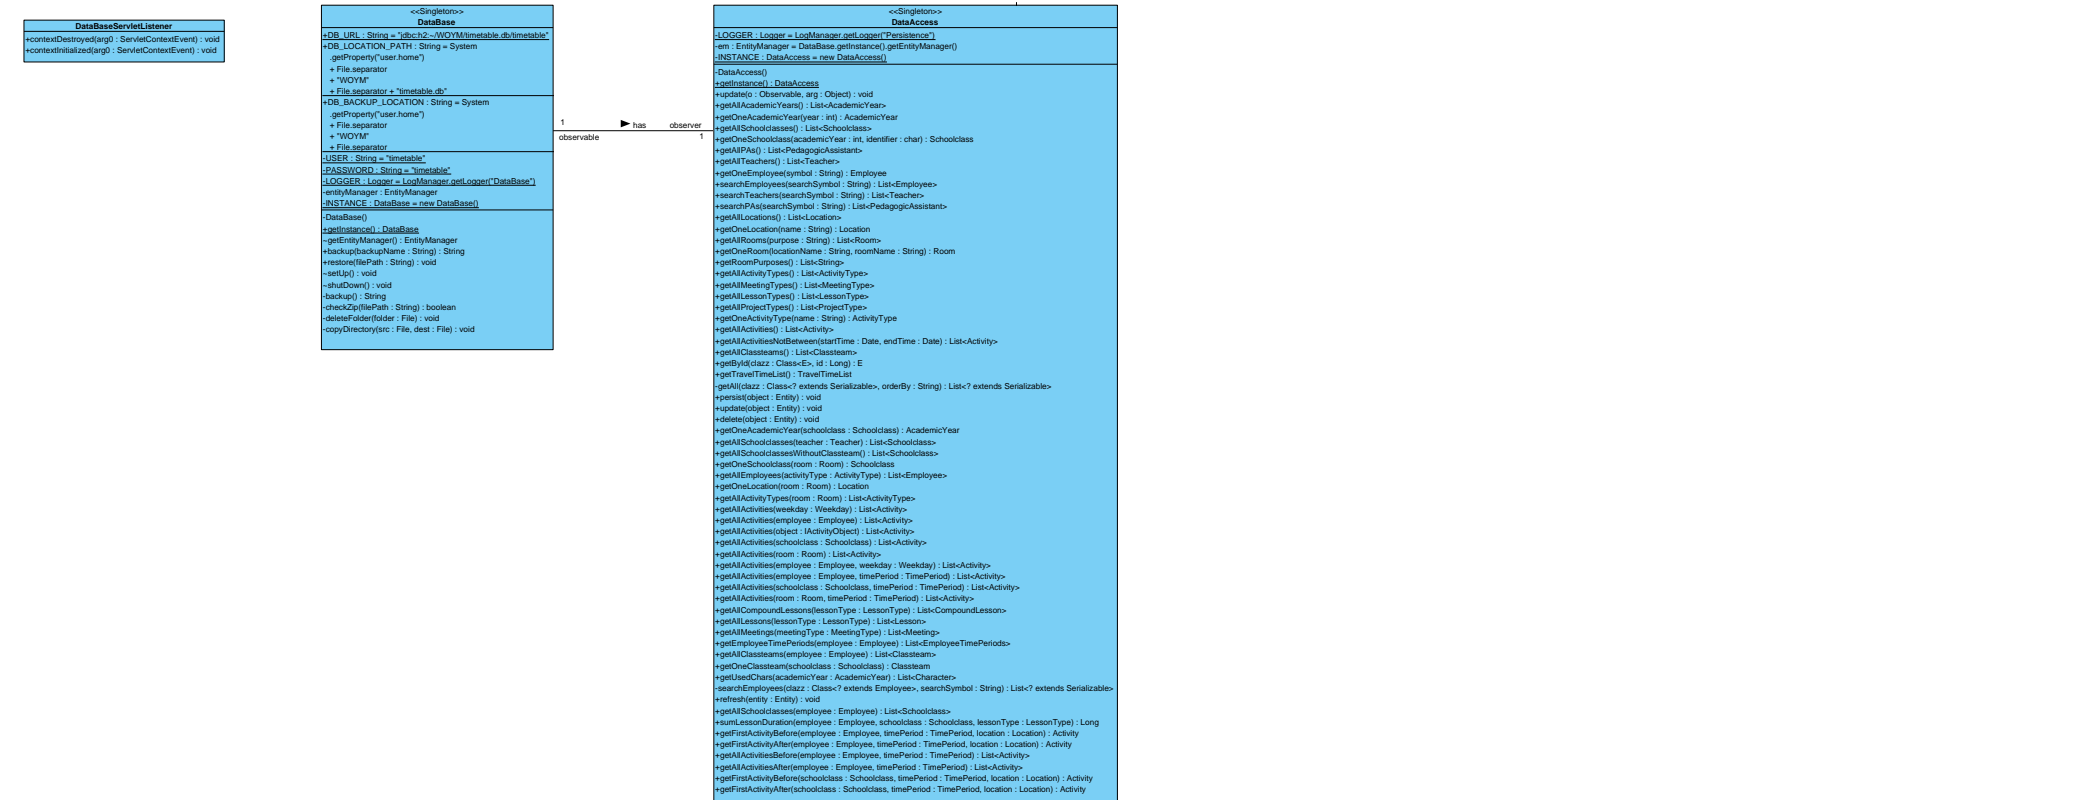 DataBaseServletListener
+contextDestroyed(arg0 : ServletContextEvent) : void
+contextInitialized(arg0 : ServletContextEvent) : void
<<Singleton>>
DataBase
+DB_URL : String = "jdbc:h2:~/WOYM/timetable.db/timetable"
+DB_LOCATION_PATH : String = System
.getProperty("user.home")
+ File.separator
+ "WOYM"
+ File.separator + "timetable.db"
+DB_BACKUP_LOCATION : String = System
.getProperty("user.home")
+ File.separator
+ "WOYM"
+ File.separator
-USER : String = "timetable"
-PASSWORD : String = "timetable"
-LOGGER : Logger = LogManager.getLogger("DataBase")
-entityManager : EntityManager
-INSTANCE : DataBase = new DataBase()
-DataBase()
+getInstance() : DataBase
~getEntityManager() : EntityManager
+backup(backupName : String) : String
+restore(filePath : String) : void
~setUp() : void
~shutDown() : void
-backup() : String
-checkZip(filePath : String) : boolean
-deleteFolder(folder : File) : void
-copyDirectory(src : File, dest : File) : void
1
has
observer
observable
1
<<Singleton>>
DataAccess
-LOGGER : Logger = LogManager.getLogger("Persistence")
-em : EntityManager = DataBase.getInstance().getEntityManager()
-INSTANCE : DataAccess = new DataAccess()
-DataAccess()
+getInstance() : DataAccess
+update(o : Observable, arg : Object) : void
+getAllAcademicYears() : List<AcademicYear>
+getOneAcademicYear(year : int) : AcademicYear
+getAllSchoolclasses() : List<Schoolclass>
+getOneSchoolclass(academicYear : int, identifier : char) : Schoolclass
+getAllPAs() : List<PedagogicAssistant>
+getAllTeachers() : List<Teacher>
+getOneEmployee(symbol : String) : Employee
+searchEmployees(searchSymbol : String) : List<Employee>
+searchTeachers(searchSymbol : String) : List<Teacher>
+searchPAs(searchSymbol : String) : List<PedagogicAssistant>
+getAllLocations() : List<Location>
+getOneLocation(name : String) : Location
+getAllRooms(purpose : String) : List<Room>
+getOneRoom(locationName : String, roomName : String) : Room
+getRoomPurposes() : List<String>
+getAllActivityTypes() : List<ActivityType>
+getAllMeetingTypes() : List<MeetingType>
+getAllLessonTypes() : List<LessonType>
+getAllProjectTypes() : List<ProjectType>
+getOneActivityType(name : String) : ActivityType
+getAllActivities() : List<Activity>
+getAllActivitiesNotBetween(startTime : Date, endTime : Date) : List<Activity>
+getAllClassteams() : List<Classteam>
+getById(clazz : Class<E>, id : Long) : E
+getTravelTimeList() : TravelTimeList
-getAll(clazz : Class<? extends Serializable>, orderBy : String) : List<? extends Serializable>
+persist(object : Entity) : void
+update(object : Entity) : void
+delete(object : Entity) : void
+getOneAcademicYear(schoolclass : Schoolclass) : AcademicYear
+getAllSchoolclasses(teacher : Teacher) : List<Schoolclass>
+getAllSchoolclassesWithoutClassteam() : List<Schoolclass>
+getOneSchoolclass(room : Room) : Schoolclass
+getAllEmployees(activityType : ActivityType) : List<Employee>
+getOneLocation(room : Room) : Location
+getAllActivityTypes(room : Room) : List<ActivityType>
+getAllActivities(weekday : Weekday) : List<Activity>
+getAllActivities(employee : Employee) : List<Activity>
+getAllActivities(object : IActivityObject) : List<Activity>
+getAllActivities(schoolclass : Schoolclass) : List<Activity>
+getAllActivities(room : Room) : List<Activity>
+getAllActivities(employee : Employee, weekday : Weekday) : List<Activity>
+getAllActivities(employee : Employee, timePeriod : TimePeriod) : List<Activity>
+getAllActivities(schoolclass : Schoolclass, timePeriod : TimePeriod) : List<Activity>
+getAllActivities(room : Room, timePeriod : TimePeriod) : List<Activity>
+getAllCompoundLessons(lessonType : LessonType) : List<CompoundLesson>
+getAllLessons(lessonType : LessonType) : List<Lesson>
+getAllMeetings(meetingType : MeetingType) : List<Meeting>
+getEmployeeTimePeriods(employee : Employee) : List<EmployeeTimePeriods>
+getAllClassteams(employee : Employee) : List<Classteam>
+getOneClassteam(schoolclass : Schoolclass) : Classteam
+getUsedChars(academicYear : AcademicYear) : List<Character>
-searchEmployees(clazz : Class<? extends Employee>, searchSymbol : String) : List<? extends Serializable>
+refresh(entity : Entity) : void
+getAllSchoolclasses(employee : Employee) : List<Schoolclass>
+sumLessonDuration(employee : Employee, schoolclass : Schoolclass, lessonType : LessonType) : Long
+getFirstActivityBefore(employee : Employee, timePeriod : TimePeriod, location : Location) : Activity
+getFirstActivityAfter(employee : Employee, timePeriod : TimePeriod, location : Location) : Activity
+getAllActivitiesBefore(employee : Employee, timePeriod : TimePeriod) : List<Activity>
+getAllActivitiesAfter(employee : Employee, timePeriod : TimePeriod) : List<Activity>
+getFirstActivityBefore(schoolclass : Schoolclass, timePeriod : TimePeriod, location : Location) : Activity
+getFirstActivityAfter(schoolclass : Schoolclass, timePeriod : TimePeriod, location : Location) : Activity